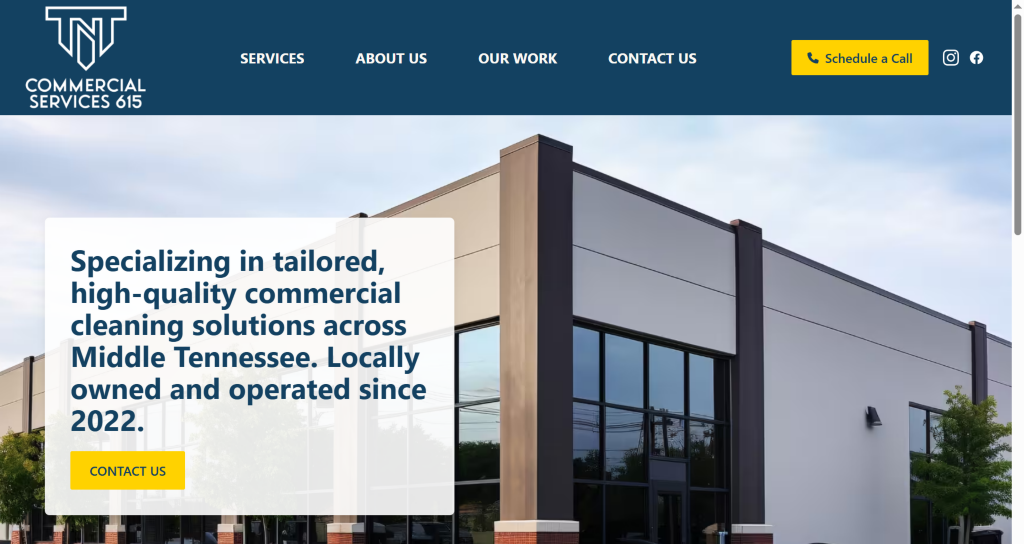 TNT
COMMERCIAL
SERVICES 615
SERVICES
ABOUT US
OUR WORK
CONTACT US
Schedule a Call
Specializing in tailored,
high-quality commercial
cleaning solutions across
Middle Tennessee. Locally
owned and operated since
2022.
CONTACT US